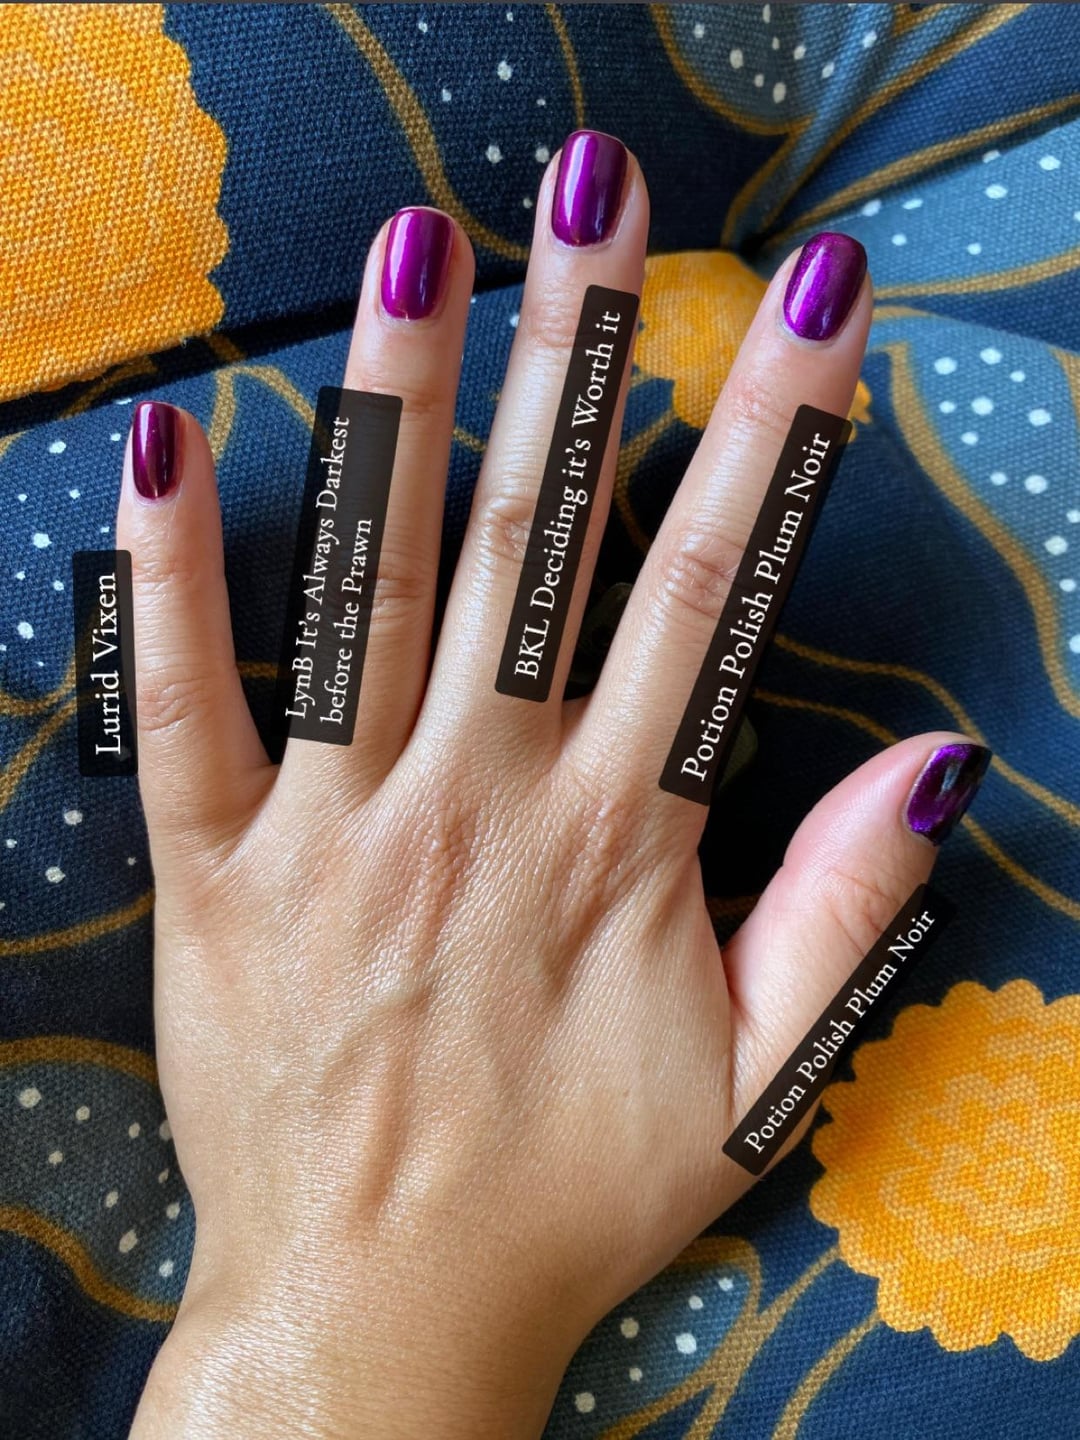 Lurid Vixen
LynB It's Always Darkest
before the Prawn
BKL Deciding it's Worth it
Potion Polish Plum Noir
Potion Polish Plum Noir